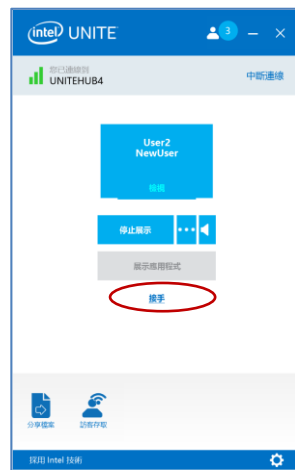 intel UNITE
3
您已連線到
UNITEHUB4
中斷連線
User2
NewUser
檢視
停止展示
展示應用程式
接手
分享檔案
訪客存取
採用 Intel 技術